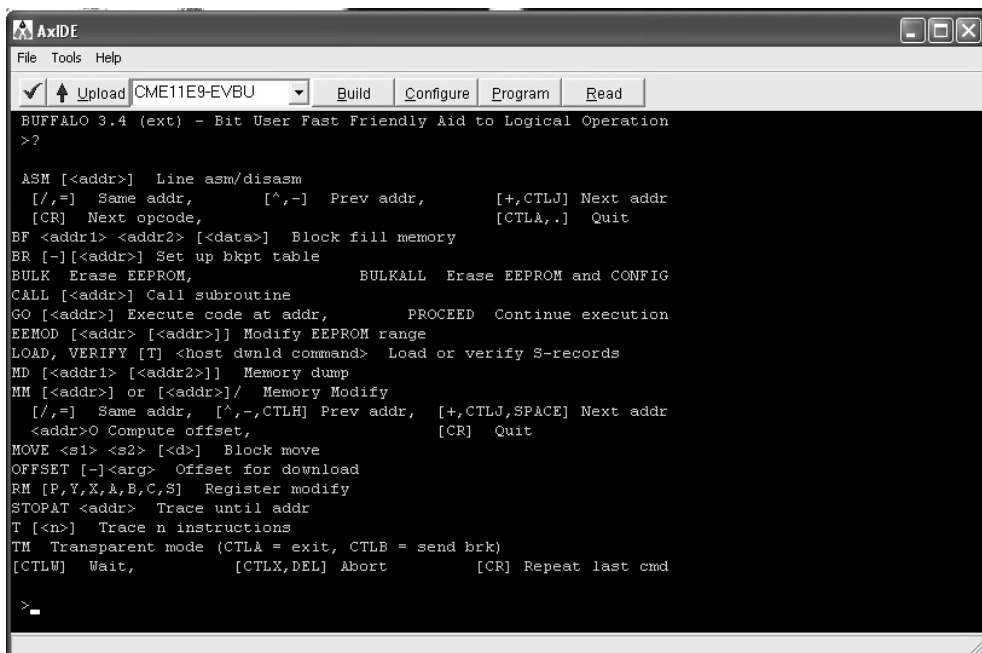 AxIDE
File Tools Help
Upload CME11E9-EVBU Build Configure Program Read
BUFFALO 3.4 (ext) - Bit User Fast Friendly Aid to Logical Operation
>?
ASM [<addr>] Line asm/disasm
[/,=] Same addr, [^,-] Prev addr, [+,CTLJ] Next addr
[CR] Next opcode, [CTLA,.] Quit
BF <addr1> <addr2> [<data>] Block fill memory
BR [-][<addr>] Set up bkpt table
BULK Erase EEPROM, BULKALL Erase EEPROM and CONFIG
CALL [<addr>] Call subroutine
GO [<addr>] Execute code at addr, PROCEED Continue execution
EEMOD [<addr> [<addr>]] Modify EEPROM range
LOAD, VERIFY [T] <host dwnld command> Load or verify S-records
MD [<addr1> [<addr2>]] Memory dump
MM [<addr>] or [<addr>]/ Memory Modify
[/,=] Same addr, [^,-,CTLH] Prev addr, [+,CTLJ,SPACE] Next addr
<addr>O Compute offset, [CR] Quit
MOVE <s1> <s2> [<d>] Block move
OFFSET [-]<arg> Offset for download
RM [P,Y,X,A,B,C,S] Register modify
STOPAT <addr> Trace until addr
T [<n>] Trace n instructions
TM Transparent mode (CTLA = exit, CTLB = send brk)
[CTLW] Wait, [CTLX,DEL] Abort [CR] Repeat last cmd
>